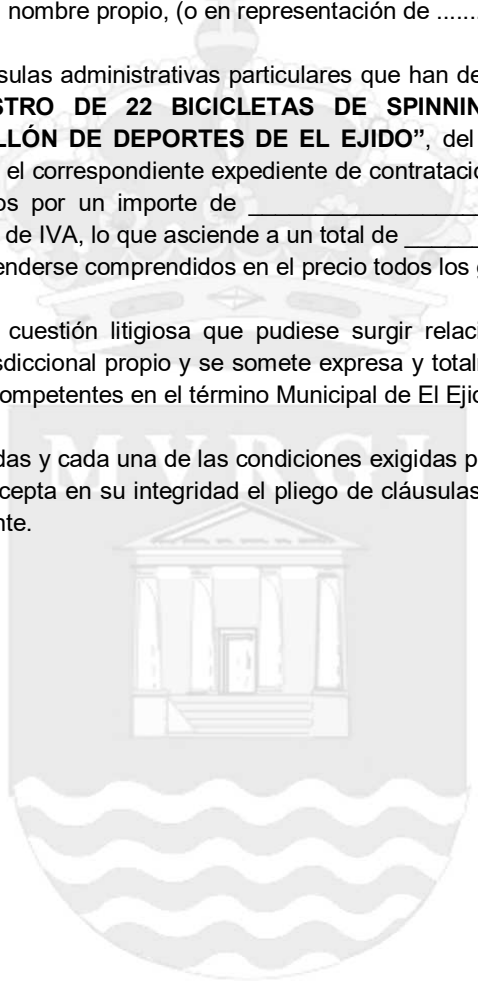 nombre propio, (o en representación de ........
sulas administrativas particulares que han de
STRO DE 22 BICICLETAS DE SPINNIN
LLÓN DE DEPORTES DE EL EJIDO”, del
el correspondiente expediente de contratació
os por un importe de ___________________
de IVA, lo que asciende a un total de _______
enderse comprendidos en el precio todos los
cuestión litigiosa que pudiese surgir relaci
sdiccional propio y se somete expresa y total
ompetentes en el término Municipal de El Ejid
das y cada una de las condiciones exigidas p
cepta en su integridad el pliego de cláusulas
nte.
MVRGI